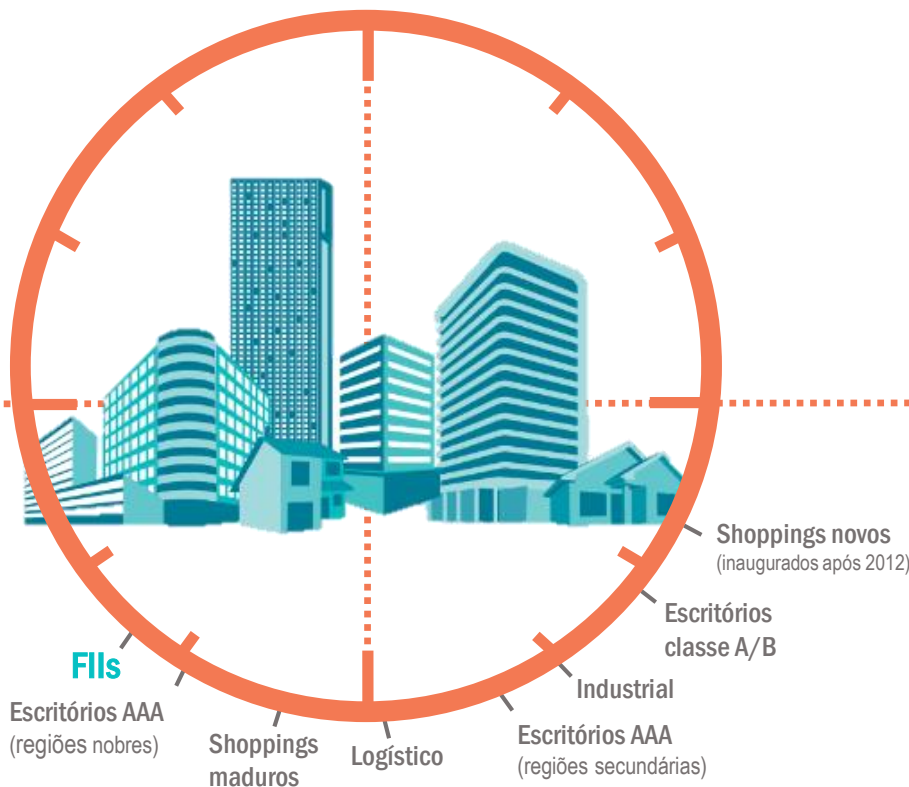 Shoppings novos
(inaugurados após 2012)
Escritórios
classe A/B
Industrial
Escritórios AAA
(regiões secundárias)
Logístico
Shoppings
maduros
FIIs
Escritórios AAA
(regiões nobres)